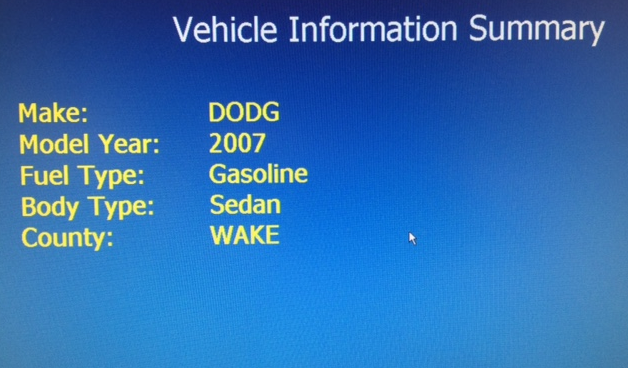 Vehicle Information Summary
Make: DODG
Model Year: 2007
Fuel Type: Gasoline
Body Type: Sedan
County: WAKE